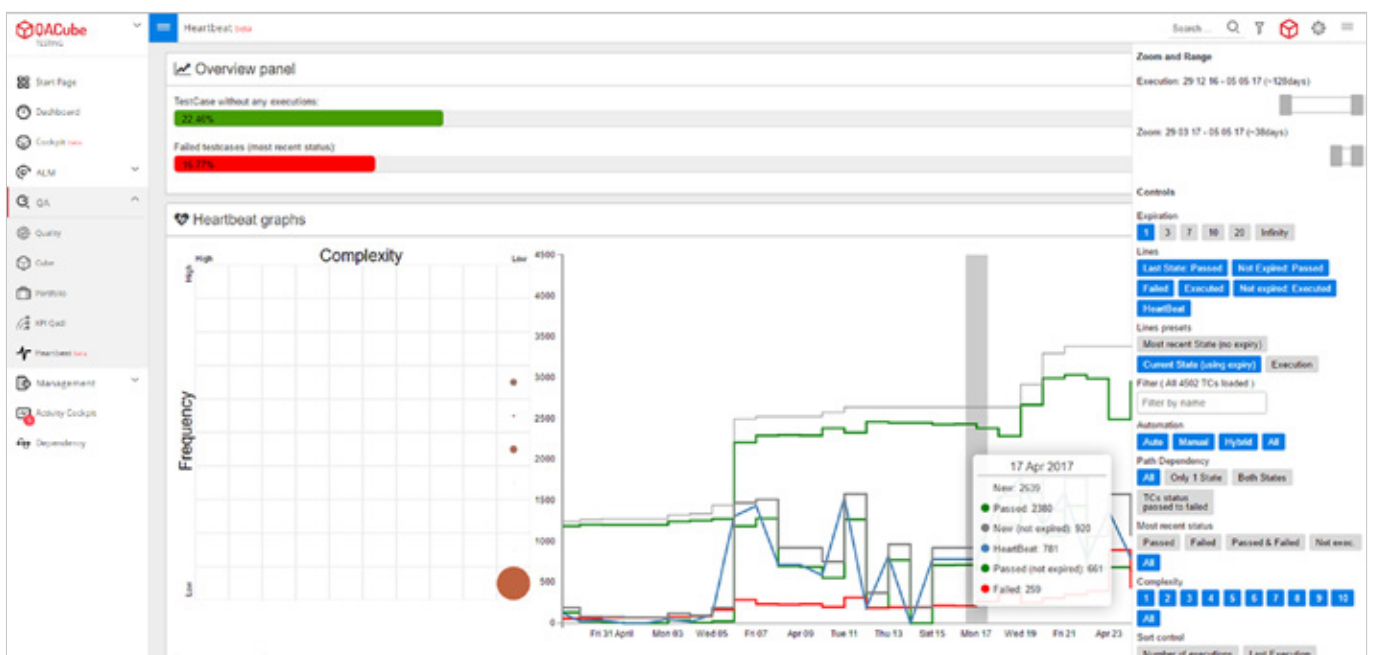 QACube
TESTING
Start Page
Dashboard
Cockpit beta
ALM
QA
Quality
Cube
Portfolio
KPI Grid
Heartbeat beta
Management
Activity Cockpit
Dependency
Heartbeat beta
Search ...
Overview panel
TestCase without any executions:
22.46%
Failed testcases (most recent status):
16.77%
Heartbeat graphs
High Complexity Low
High
Frequency
Low
4500
4000
3500
3000
2500
2000
1500
1000
500
0
Fri 31 April Mon 03 Wed 05 Fri 07 Apr 09 Tue 11 Thu 13 Sat 15 Mon 17 Wed 19 Fri 21 Apr 23
17 Apr 2017
New: 2639
Passed: 2380
New (not expired): 920
HeartBeat: 781
Passed (not expired): 661
Failed: 259
Zoom and Range
Execution: 29 12 16 - 05 05 17 (~128days)
Zoom: 29 03 17 - 05 05 17 (~38days)
Controls
Expiration
1 3 7 10 20 Infinity
Lines
Last State: Passed Not Expired: Passed
Failed Executed Not expired: Executed
HeartBeat
Lines presets
Most recent State (no expiry)
Current State (using expiry) Execution
Filter ( All 4502 TCs loaded )
Filter by name
Automation
Auto Manual Hybrid All
Path Dependency
All Only 1 State Both States
TCs status
passed to failed
Most recent status
Passed Failed Passed & Failed Not exec.
All
Complexity
1 2 3 4 5 6 7 8 9 10
All
Sort control
Number of executions Last Execution